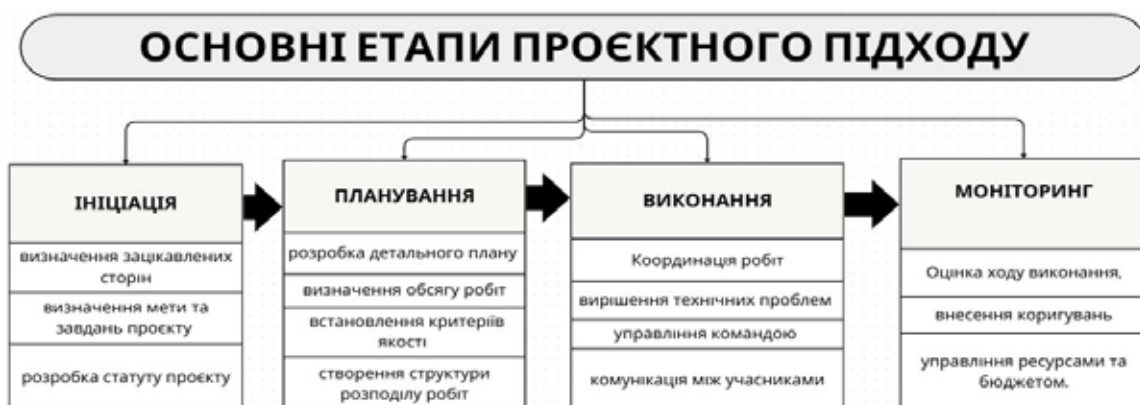 ОСНОВНІ ЕТАПИ ПРОЄКТНОГО ПІДХОДУ
ІНІЦІАЦІЯ
визначення зацікавлених
сторін
визначення мети та
завдань проєкту
розробка статуту проєкту
ПЛАНУВАННЯ
розробка детального плану
визначення обсягу робіт
встановлення критеріїв
якості
створення структури
розподілу робіт
ВИКОНАННЯ
Координація робіт
вирішення технічних проблем
управління командою
комунікація між учасниками
МОНІТОРИНГ
Оцінка ходу виконання,
внесення коригувань
управління ресурсами та
бюджетом.